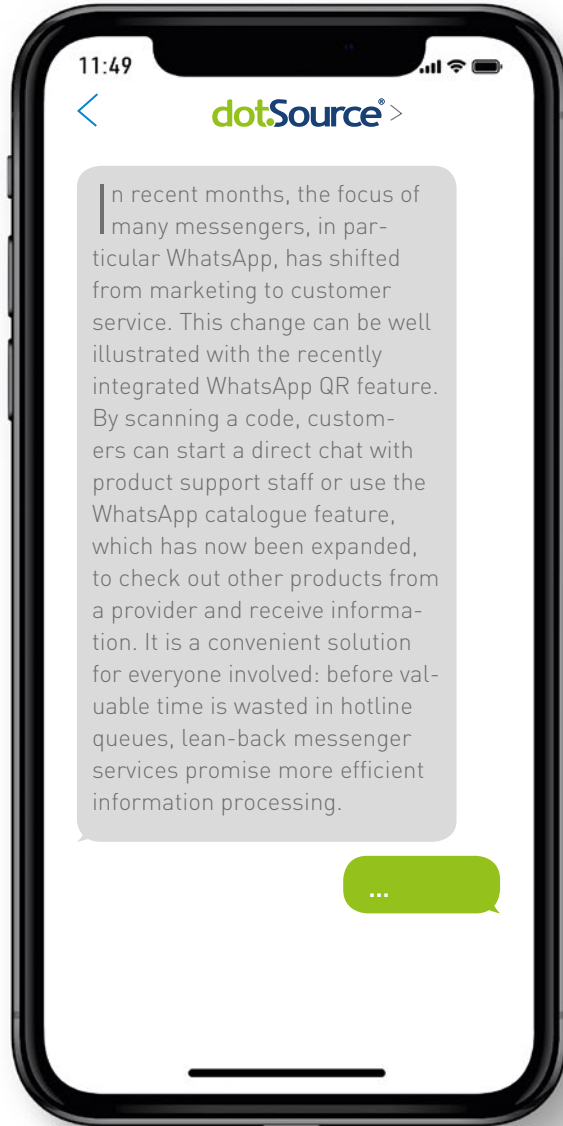 11:49
dot.Source® >
In recent months, the focus of
many messengers, in par-
ticular WhatsApp, has shifted
from marketing to customer
service. This change can be well
illustrated with the recently
integrated WhatsApp QR feature.
By scanning a code, custom-
ers can start a direct chat with
product support staff or use the
WhatsApp catalogue feature,
which has now been expanded,
to check out other products from
a provider and receive informa-
tion. It is a convenient solution
for everyone involved: before val-
uable time is wasted in hotline
queues, lean-back messenger
services promise more efficient
information processing.
...